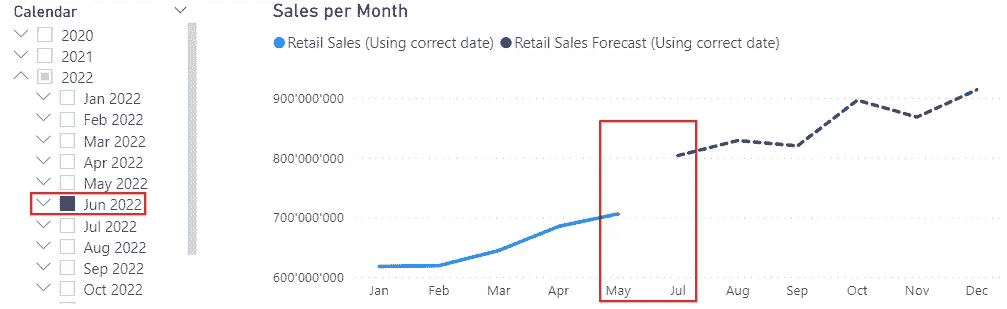 Calendar
2020
2021
2022
Jan 2022
Feb 2022
Mar 2022
Apr 2022
May 2022
Jun 2022
Jul 2022
Aug 2022
Sep 2022
Oct 2022
Sales per Month
Retail Sales (Using correct date) Retail Sales Forecast (Using correct date)
900'000'000
800'000'000
700'000'000
600'000'000
Jan Feb Mar Apr May Jul Aug Sep Oct Nov Dec